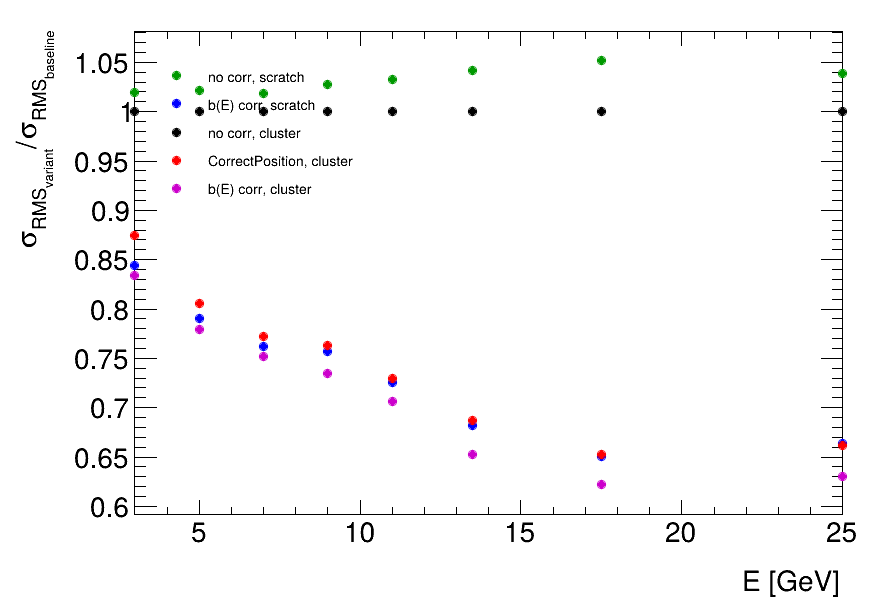 σRMSvariant/σRMSbaseline
1.05
1
0.95
0.9
0.85
0.8
0.75
0.7
0.65
0.6
no corr, scratch
b(E) corr, scratch
no corr, cluster
CorrectPosition, cluster
b(E) corr, cluster
5 10 15 20 25
E [GeV]